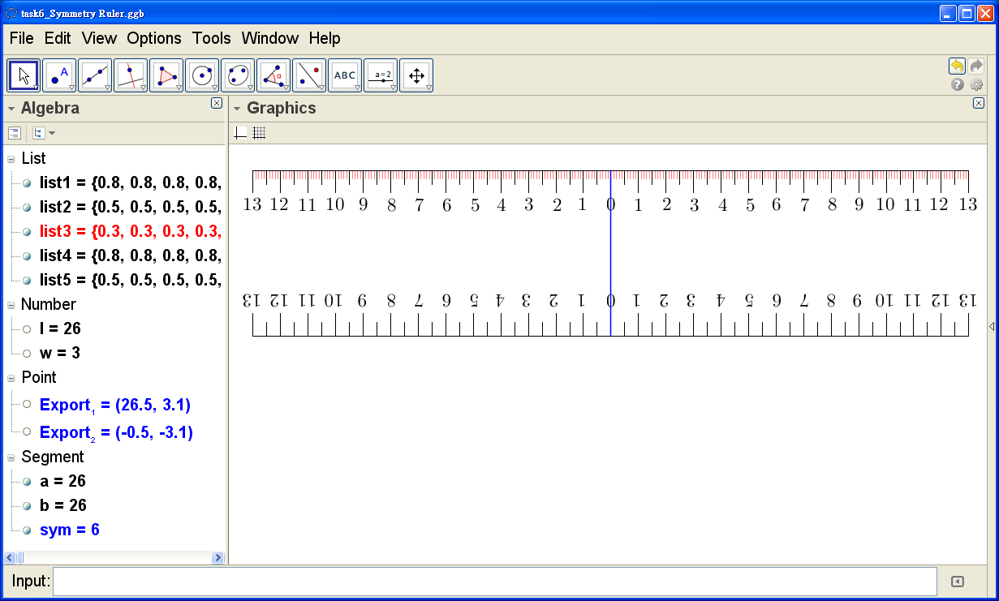 task6_Symmetry Ruler.ggb
File Edit View Options Tools Window Help
A
α
ABC
a=2
Algebra
Graphics
List
list1 = {0.8, 0.8, 0.8, 0.8,
list2 = {0.5, 0.5, 0.5, 0.5,
list3 = {0.3, 0.3, 0.3, 0.3,
list4 = {0.8, 0.8, 0.8, 0.8,
list5 = {0.5, 0.5, 0.5, 0.5,
Number
l = 26
w = 3
Point
Export₁ = (26.5, 3.1)
Export₂ = (-0.5, -3.1)
Segment
a = 26
b = 26
sym = 6
13 12 11 10 9 8 7 6 5 4 3 2 1 0 1 2 3 4 5 6 7 8 9 10 11 12 13
13 12 11 10 9 8 7 6 5 4 3 2 1 0 1 2 3 4 5 6 7 8 9 10 11 12 13
Input: